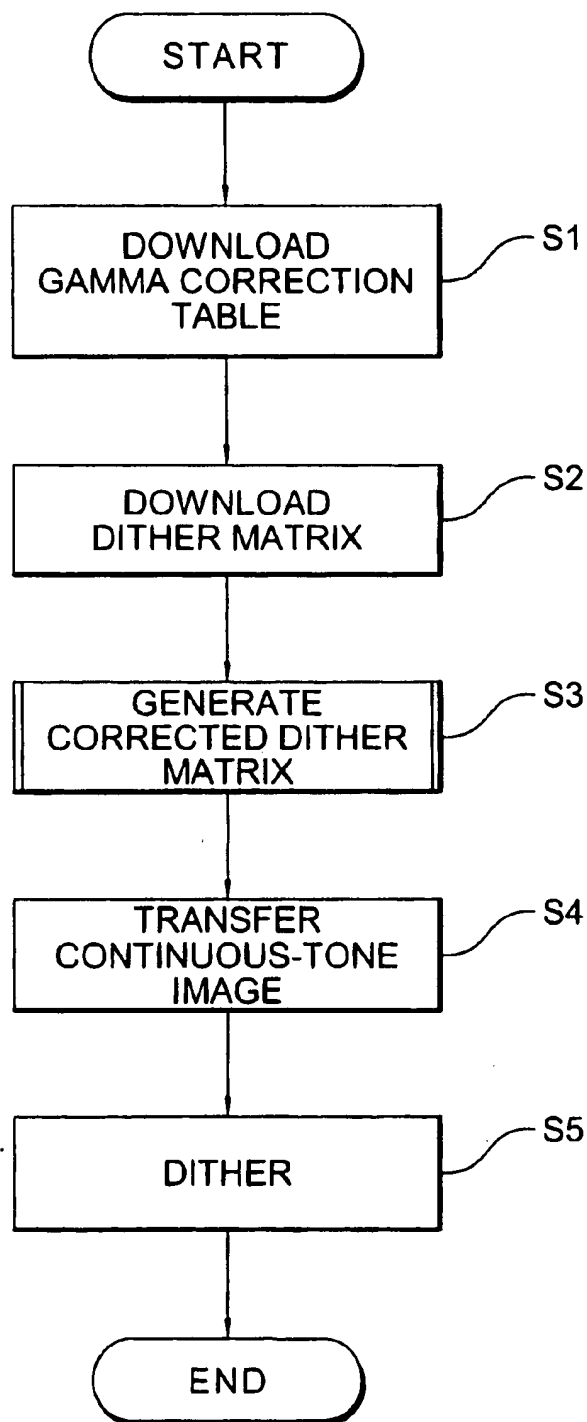 START
DOWNLOAD
GAMMA CORRECTION
TABLE
S1
DOWNLOAD
DITHER MATRIX
S2
GENERATE
CORRECTED DITHER
MATRIX
S3
TRANSFER
CONTINUOUS-TONE
IMAGE
S4
DITHER
S5
END